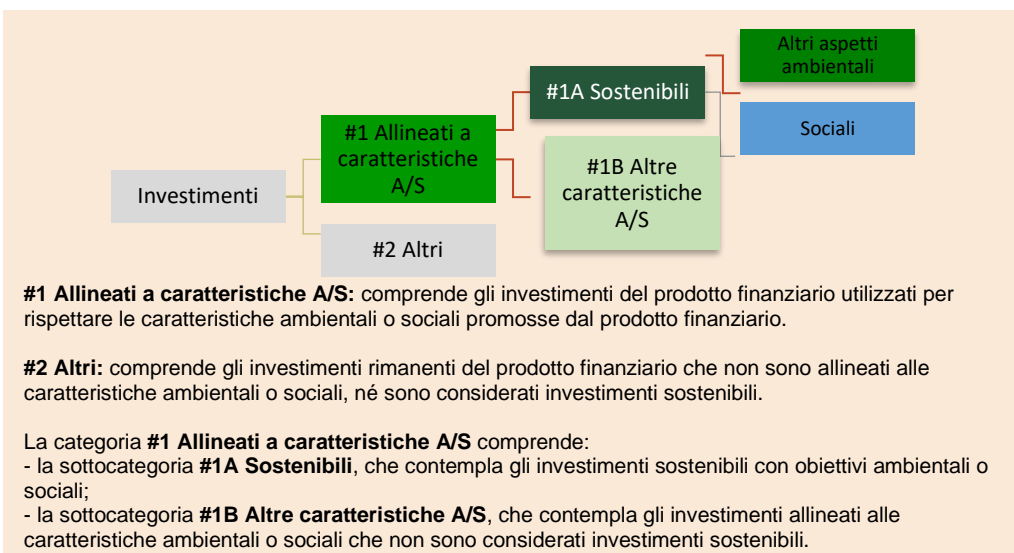 Altri aspetti
ambientali
#1A Sostenibili
Sociali
#1 Allineati a
caratteristiche
A/S
#1B Altre
caratteristiche
A/S
Investimenti
#2 Altri
#1 Allineati a caratteristiche A/S: comprende gli investimenti del prodotto finanziario utilizzati per
rispettare le caratteristiche ambientali o sociali promosse dal prodotto finanziario.
#2 Altri: comprende gli investimenti rimanenti del prodotto finanziario che non sono allineati alle
caratteristiche ambientali o sociali, né sono considerati investimenti sostenibili.
La categoria #1 Allineati a caratteristiche A/S comprende:
- la sottocategoria #1A Sostenibili, che contempla gli investimenti sostenibili con obiettivi ambientali o
sociali;
- la sottocategoria #1B Altre caratteristiche A/S, che contempla gli investimenti allineati alle
caratteristiche ambientali o sociali che non sono considerati investimenti sostenibili.